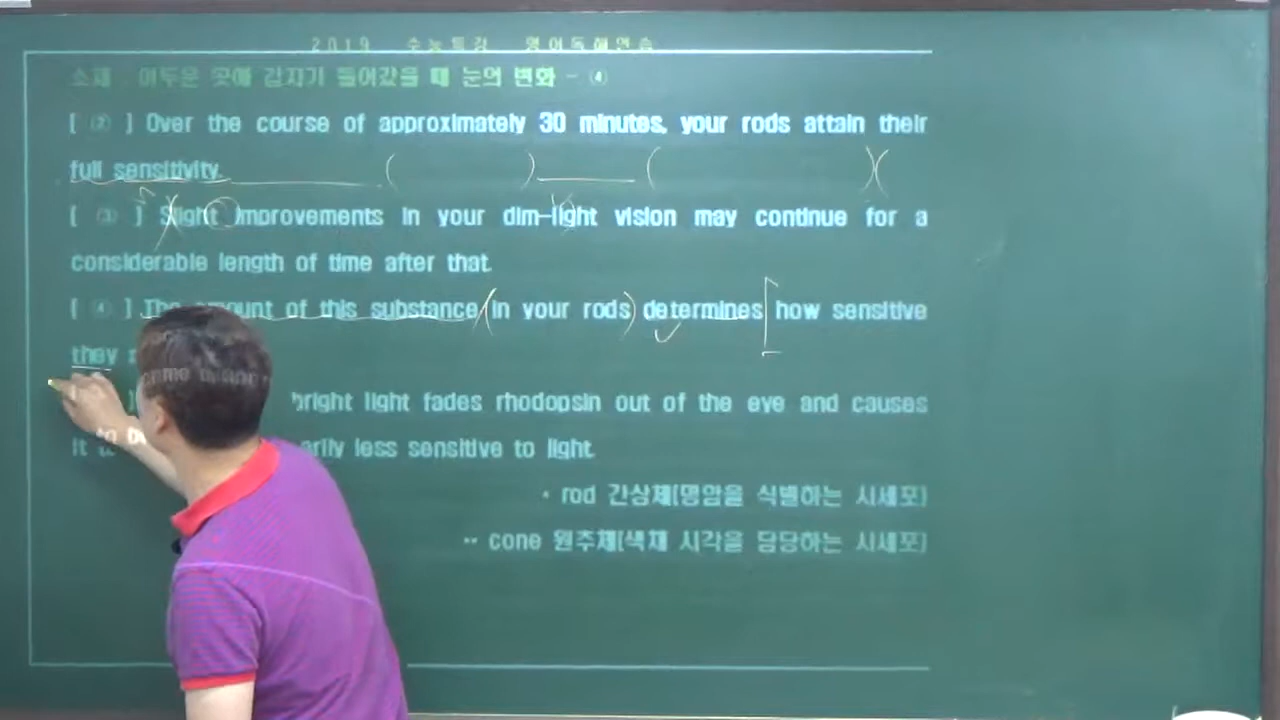 2019 수능특강 영어독해연습
소재 : 어두운 곳에 갑자기 들어갔을 때 눈의 변화 - ④
[ ② ] Over the course of approximately 30 minutes, your rods attain their
full sensitivity.
[ ③ ] Slight improvements in your dim-light vision may continue for a
considerable length of time after that.
[ ④ ] The amount of this substance in your rods determines how sensitive
they
bright light fades rhodopsin out of the eye and causes
it to less sensitive to light.
* rod 간상체(명암을 식별하는 시세포)
** cone 원추체(색채 시각을 담당하는 시세포)